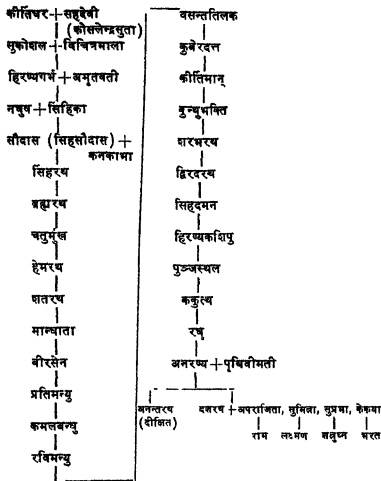 कीर्तिधर + सहदेवी
(कोसलेन्द्रसुता)
सुकोशल + विचित्रमाला
हिरण्यगर्भ + अमृतवती
नघुष + सिंहिका
सौदास (सिंहसौदास) +
कनकाभा
सिंहरथ
ब्रह्मरथ
चतुर्मुख
हेमरथ
शतरथ
मान्धाता
वीरसेन
प्रतिमन्यु
कमलबन्धु
रविमन्यु
वसन्ततिलक
कुबेरदत्त
कीर्तिमान्
कुन्थुभक्ति
शरभरथ
द्विरदरथ
सिंहदमन
हिरण्यकशिपु
पुञ्जस्थल
ककुत्थ
रघु
अनरण्य + पृथिवीमती
अनन्तरथ
(दीक्षित)
दशरथ + अपराजिता, सुमित्रा, सुप्रभा, केकया
राम लक्ष्मण शत्रुघ्न भरत